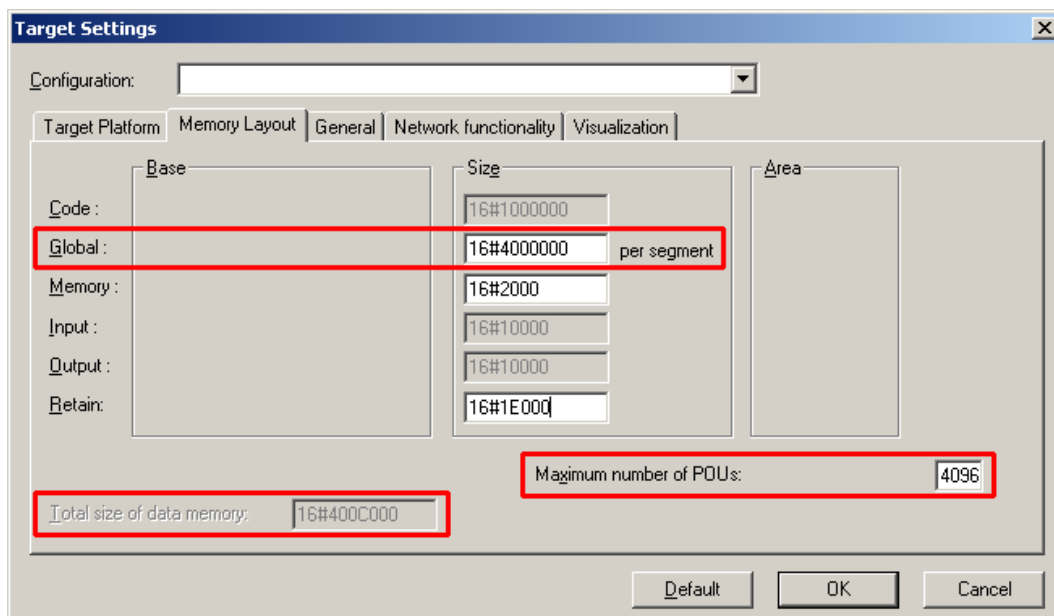 Target Settings
Configuration:
Target Platform Memory Layout General Network functionality Visualization
Base Size Area
Code : 16#1000000
Global : 16#4000000 per segment
Memory : 16#2000
Input : 16#10000
Output : 16#10000
Retain: 16#1E000
Maximum number of POUs: 4096
Total size of data memory: 16#400C000
Default OK Cancel